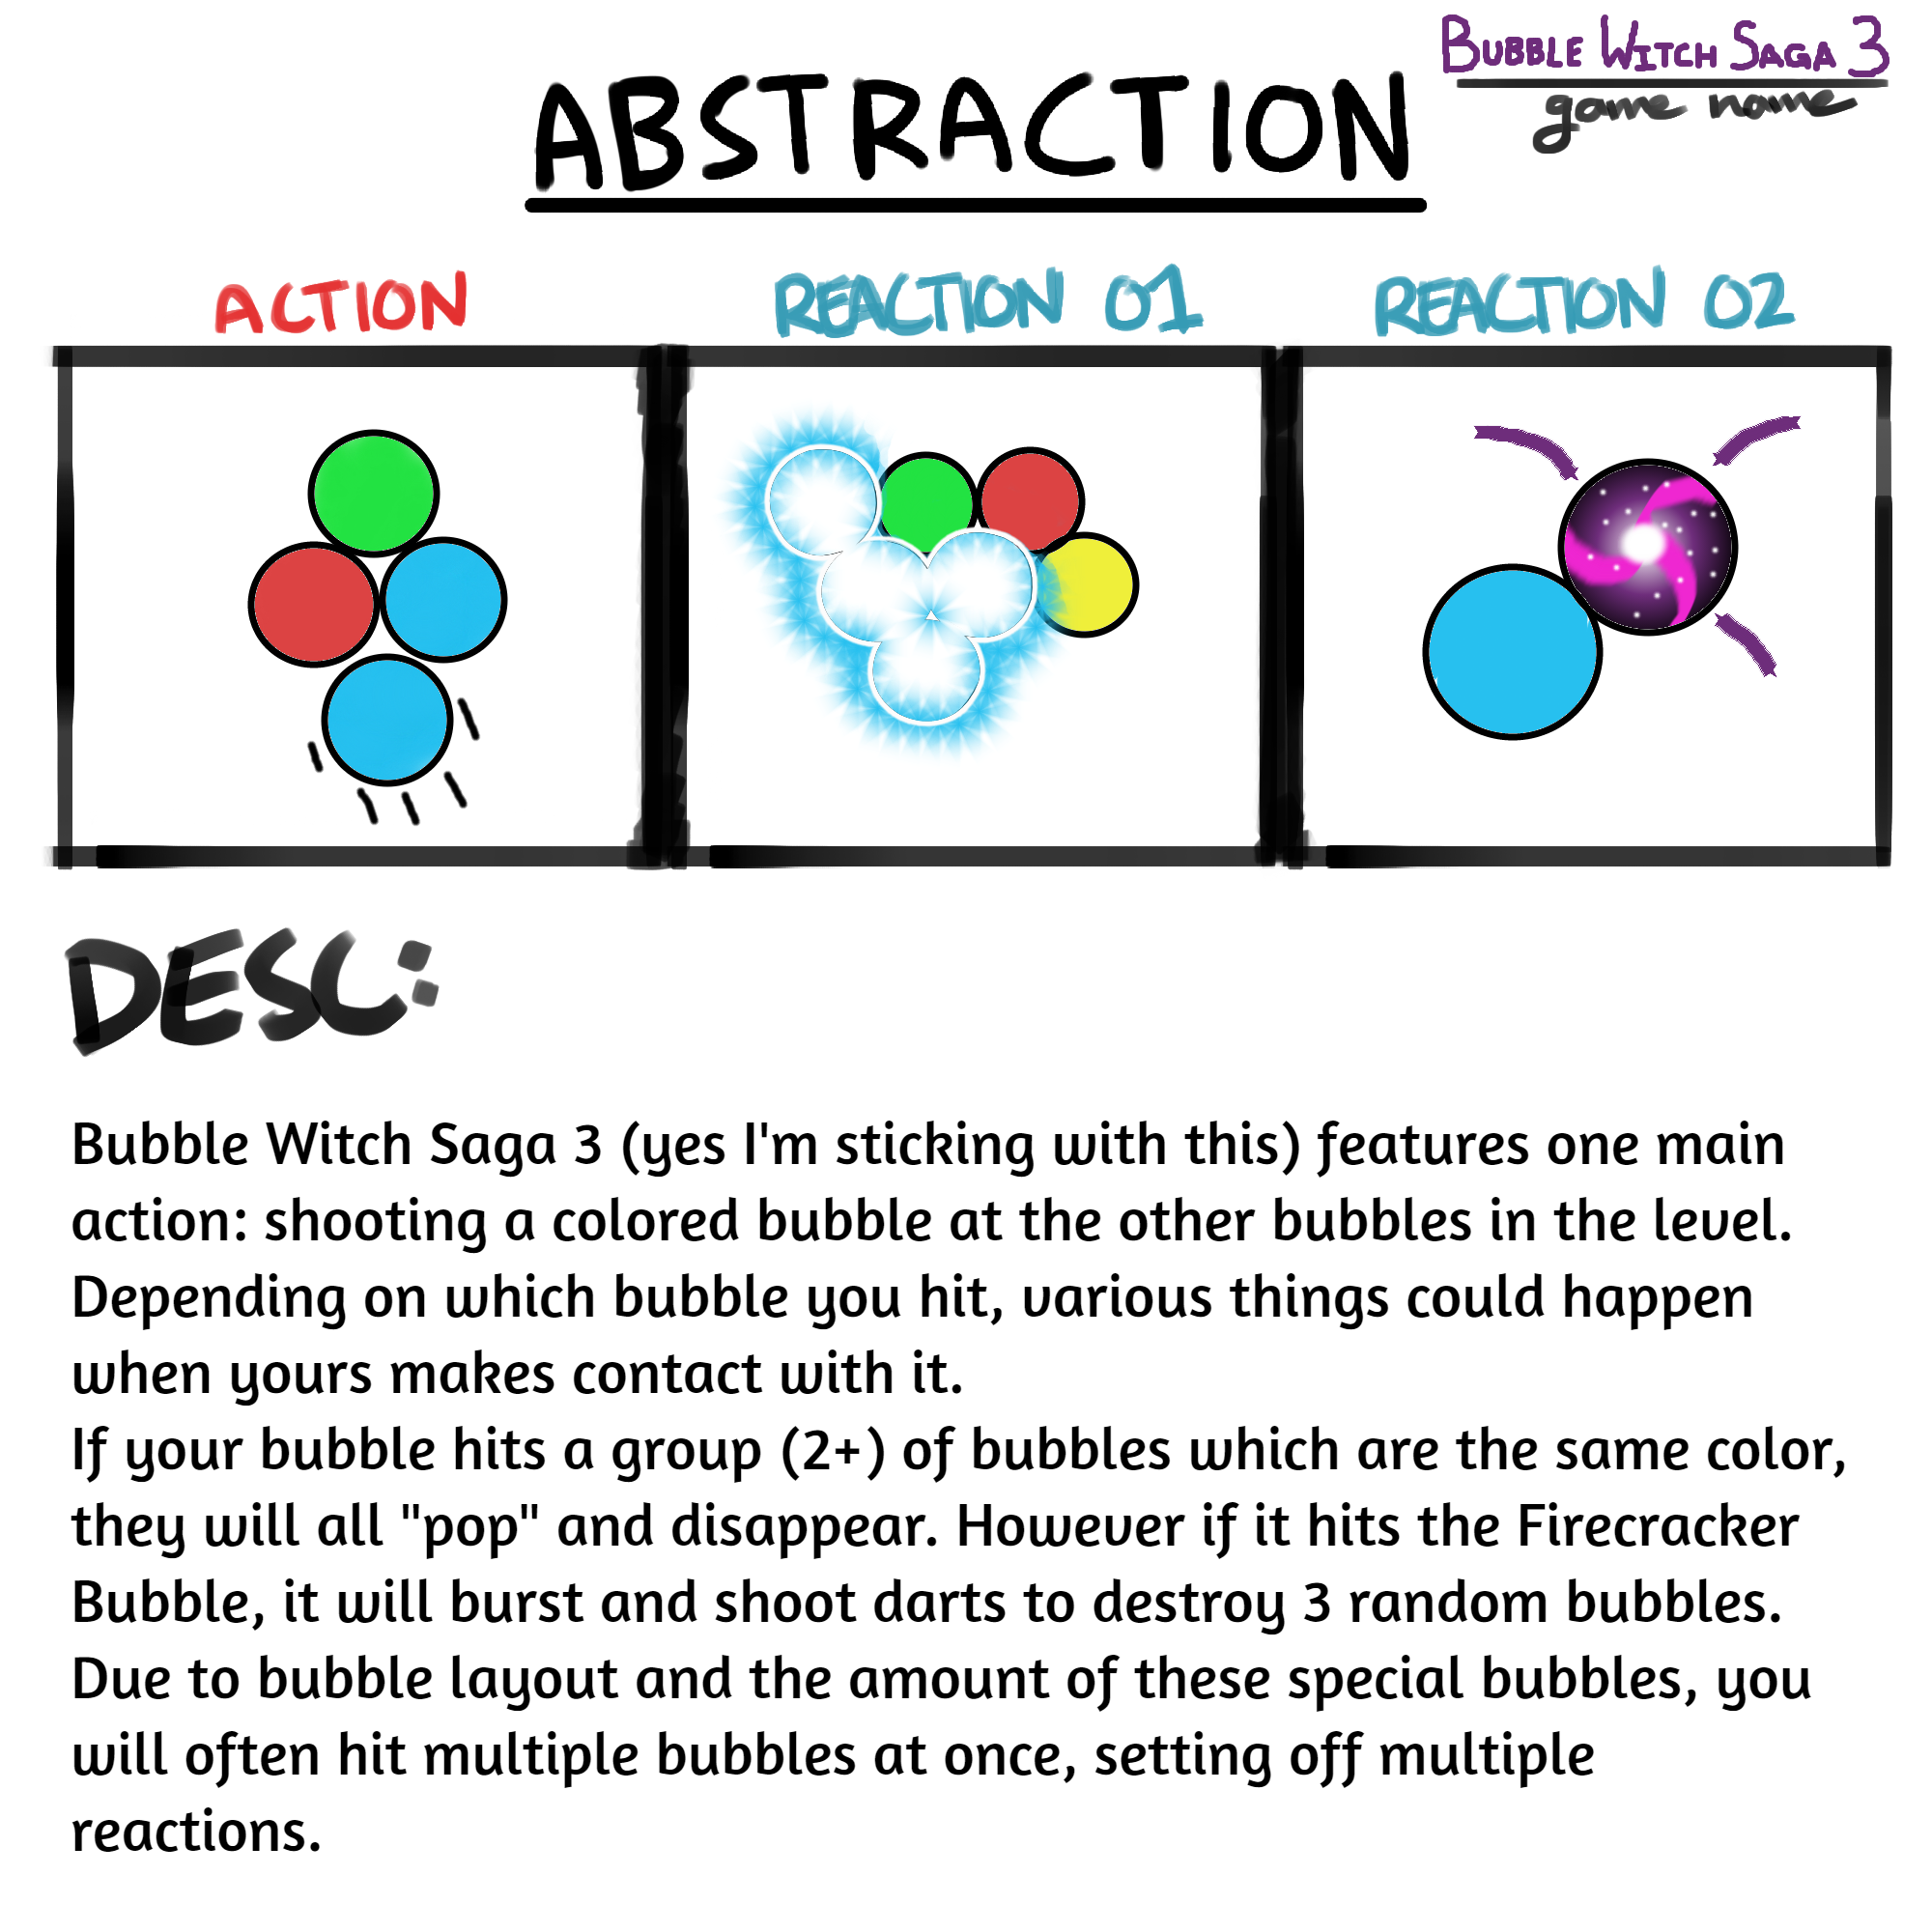 BUBBLE WITCH SAGA 3
game name
ABSTRACTION
ACTION
REACTION 01
REACTION 02
DESC:
Bubble Witch Saga 3 (yes I'm sticking with this) features one main
action: shooting a colored bubble at the other bubbles in the level.
Depending on which bubble you hit, various things could happen
when yours makes contact with it.
If your bubble hits a group (2+) of bubbles which are the same color,
they will all "pop" and disappear. However if it hits the Firecracker
Bubble, it will burst and shoot darts to destroy 3 random bubbles.
Due to bubble layout and the amount of these special bubbles, you
will often hit multiple bubbles at once, setting off multiple
reactions.